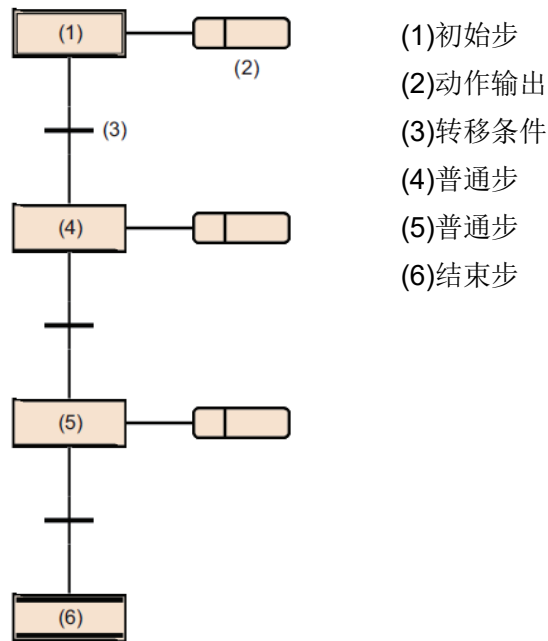 (1)
(2)
(3)
(4)
(5)
(6)
(1)初始步
(2)动作输出
(3)转移条件
(4)普通步
(5)普通步
(6)结束步